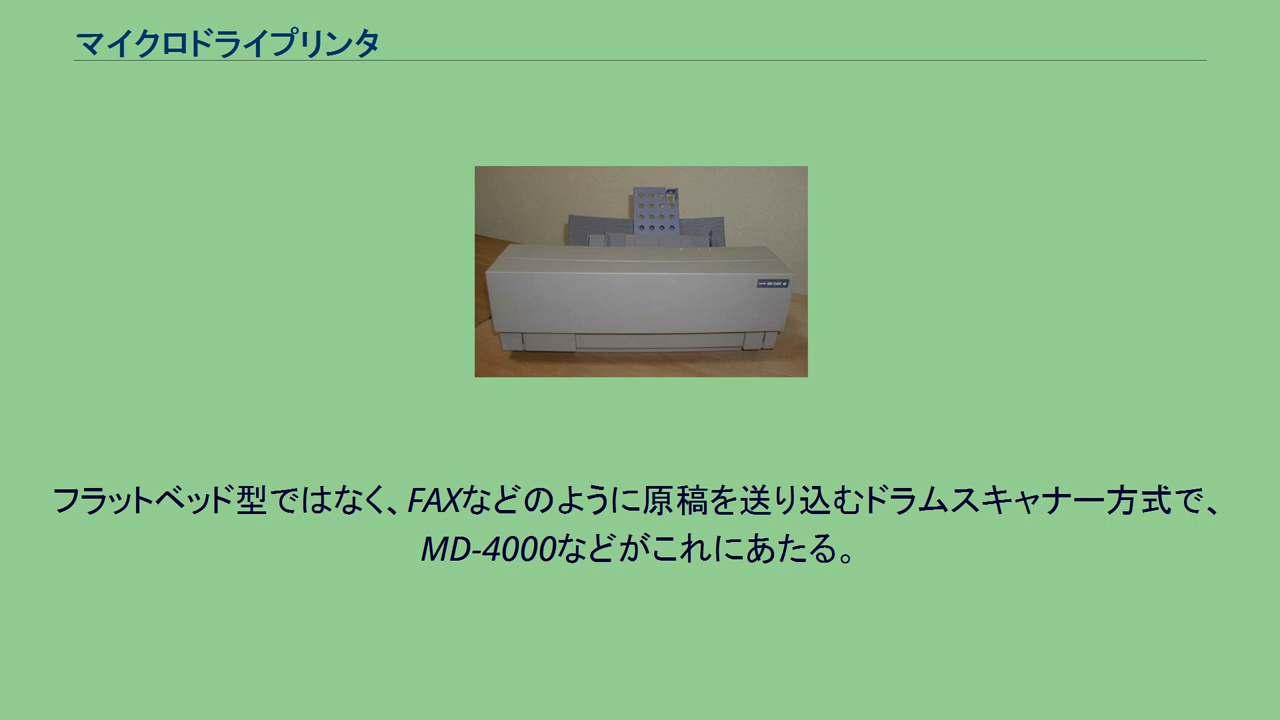 マイクロドライプリンタ
フラットベッド型ではなく、FAXなどのように原稿を送り込むドラムスキャナー方式で、
MD-4000などがこれにあたる。